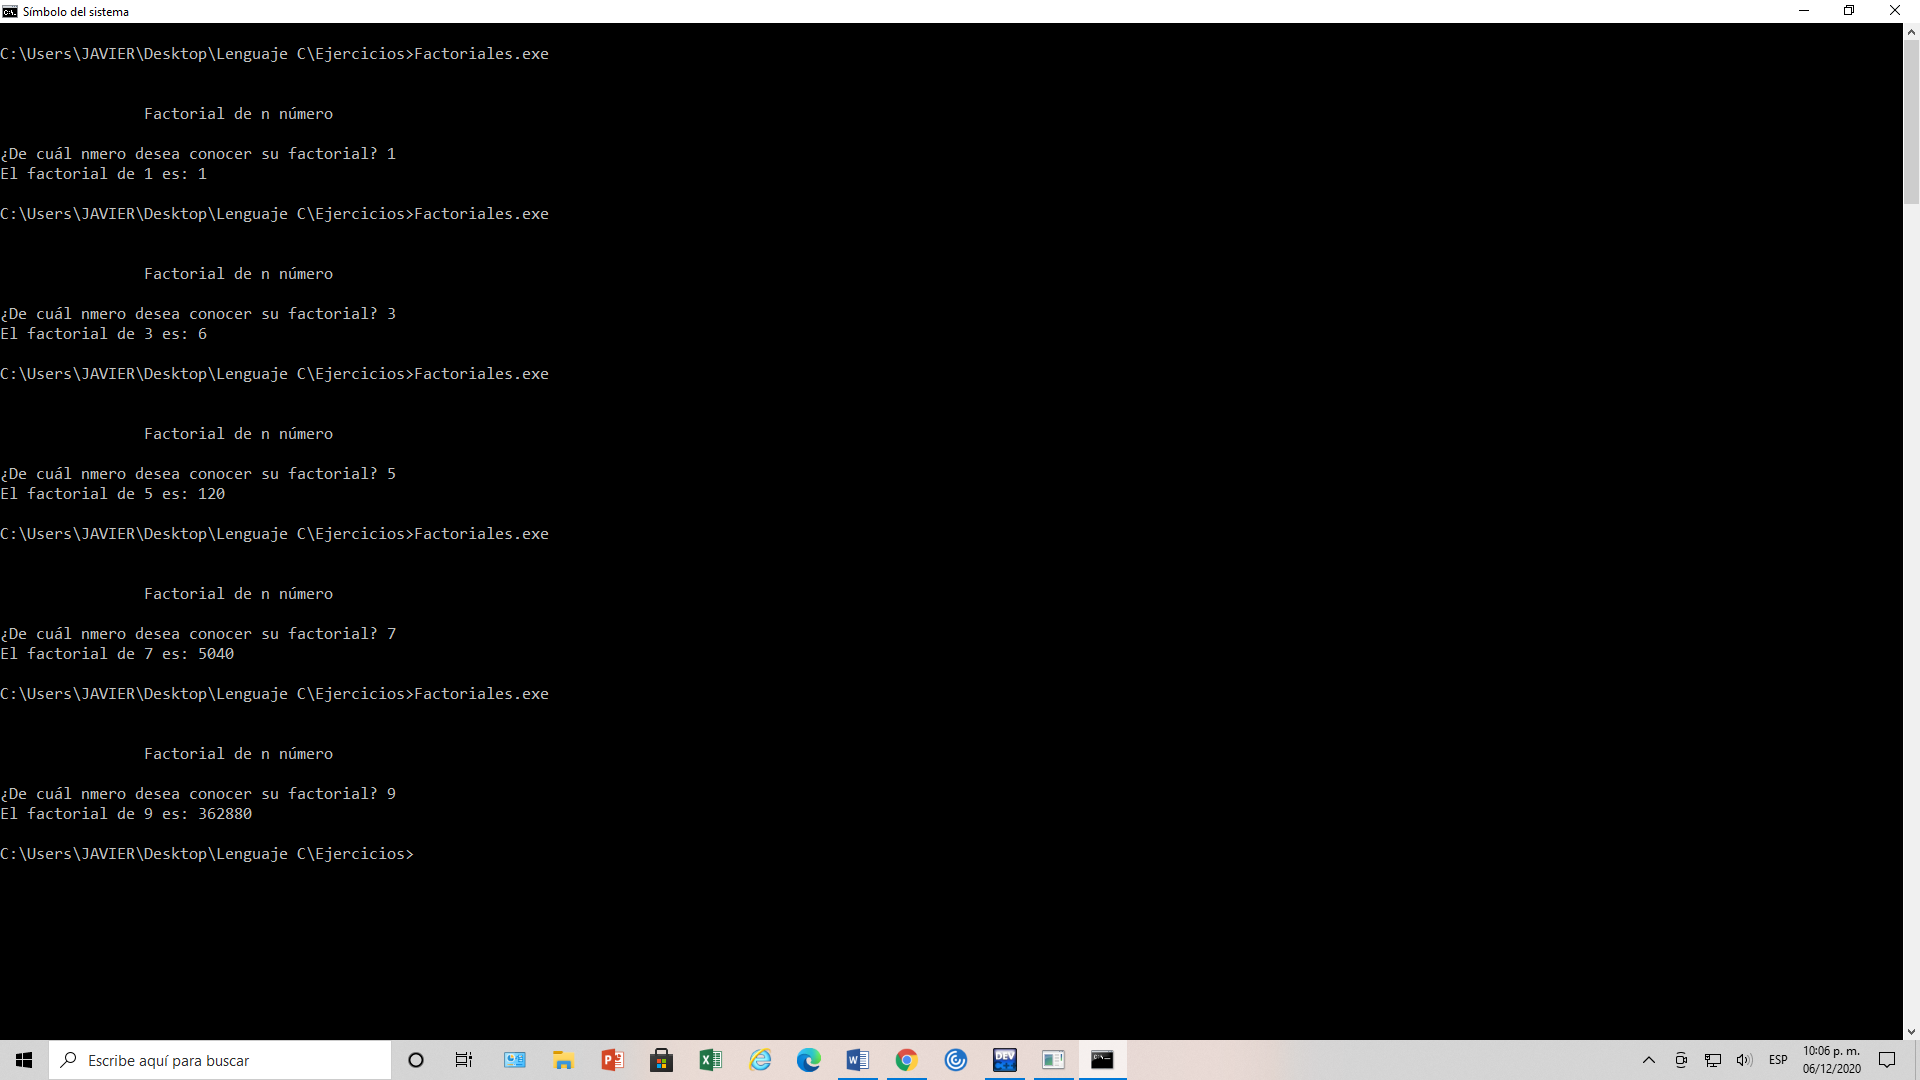 Símbolo del sistema
C:\Users\JAVIER\Desktop\Lenguaje C\Ejercicios>Factoriales.exe
Factorial de n número
¿De cuál nmero desea conocer su factorial? 1
El factorial de 1 es: 1
C:\Users\JAVIER\Desktop\Lenguaje C\Ejercicios>Factoriales.exe
Factorial de n número
¿De cuál nmero desea conocer su factorial? 3
El factorial de 3 es: 6
C:\Users\JAVIER\Desktop\Lenguaje C\Ejercicios>Factoriales.exe
Factorial de n número
¿De cuál nmero desea conocer su factorial? 5
El factorial de 5 es: 120
C:\Users\JAVIER\Desktop\Lenguaje C\Ejercicios>Factoriales.exe
Factorial de n número
¿De cuál nmero desea conocer su factorial? 7
El factorial de 7 es: 5040
C:\Users\JAVIER\Desktop\Lenguaje C\Ejercicios>Factoriales.exe
Factorial de n número
¿De cuál nmero desea conocer su factorial? 9
El factorial de 9 es: 362880
C:\Users\JAVIER\Desktop\Lenguaje C\Ejercicios>
Escribe aquí para buscar
DEV C++
ESP
10:06 p. m.
06/12/2020